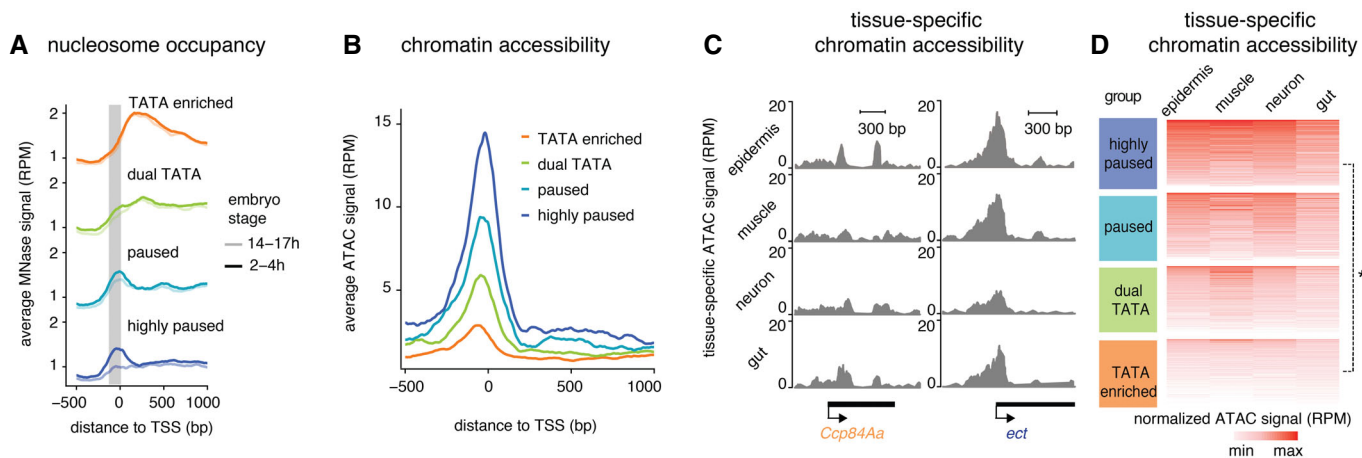 A nucleosome occupancy
average MNase signal (RPM)
TATA enriched
2
1
dual TATA
2
1
paused
2
1
highly paused
2
1
embryo
stage
14–17h
2–4h
−500 0 500 1000
distance to TSS (bp)
B chromatin accessibility
average ATAC signal (RPM)
15
10
5
TATA enriched
dual TATA
paused
highly paused
−500 0 500 1000
distance to TSS (bp)
C tissue-specific
chromatin accessibility
tissue-specific ATAC signal (RPM)
epidermis
20
0
300 bp
20
0
300 bp
muscle
20
0
20
0
neuron
20
0
20
0
gut
20
0
20
0
Ccp84Aa
ect
D tissue-specific
chromatin accessibility
group
epidermis
muscle
neuron
gut
highly
paused
paused
dual
TATA
TATA
enriched
*
normalized ATAC signal (RPM)
min max